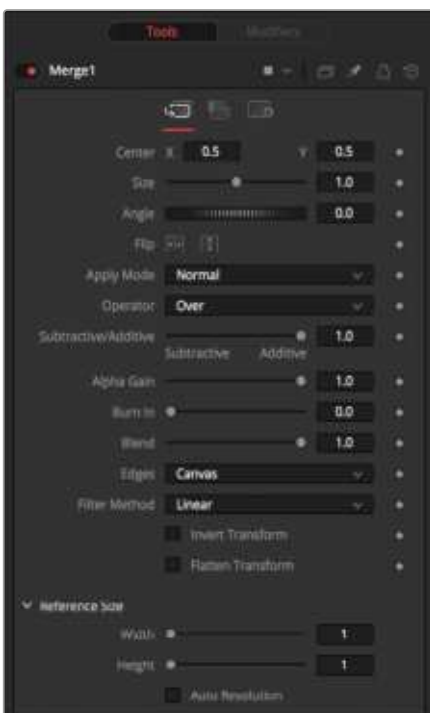 Tools Modifiers
Merge1
Center X 0.5 Y 0.5
Size 1.0
Angle 0.0
Flip
Apply Mode Normal
Operator Over
Subtractive/Additive 1.0
Subtractive Additive
Alpha Gain 1.0
Burn In 0.0
Blend 1.0
Edges Canvas
Filter Method Linear
Invert Transform
Flatten Transform
Reference Size
Width 1
Height 1
Auto Resolution